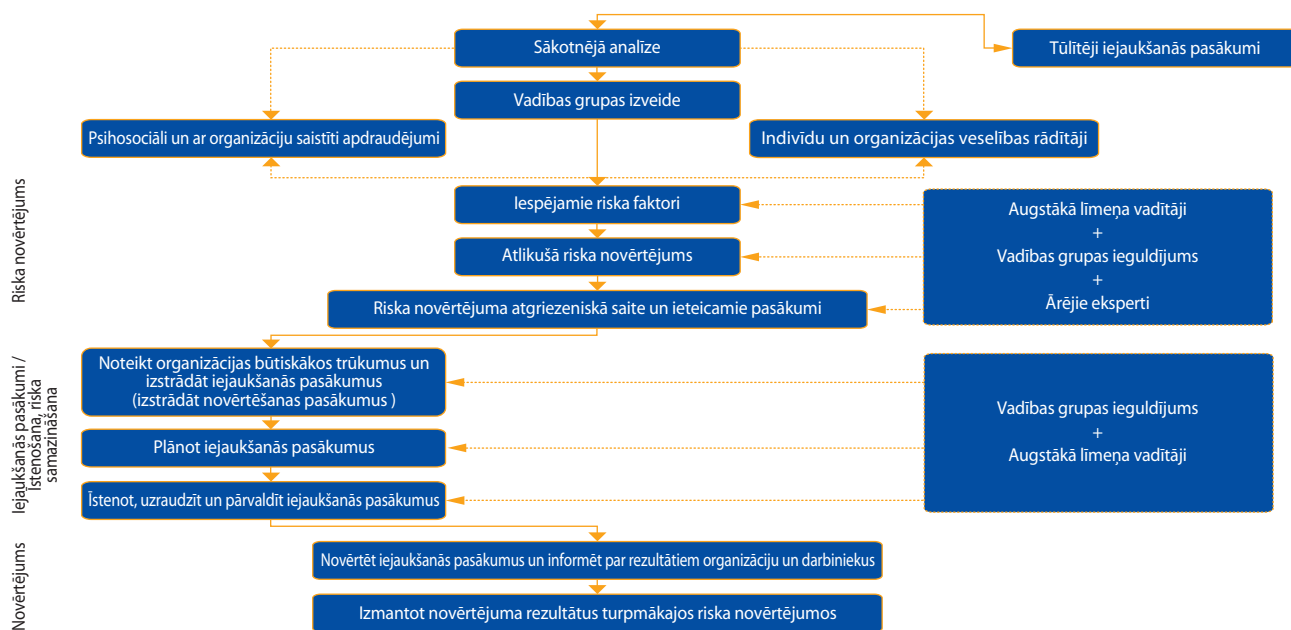 Sākotnējā analīze
Tūlītēji iejaukšanās pasākumi
Vadības grupas izveide
Psihosociāli un ar organizāciju saistīti apdraudējumi
Indivīdu un organizācijas veselības rādītāji
Riska novērtējums
Iespējamie riska faktori
Atlikušā riska novērtējums
Riska novērtējuma atgriezeniskā saite un ieteicamie pasākumi
Augstākā līmeņa vadītāji
+
Vadības grupas ieguldījums
+
Ārējie eksperti
Iejaukšanās pasākumi /
Īstenošana, riska
samazināšana
Noteikt organizācijas būtiskākos trūkumus un
izstrādāt iejaukšanās pasākumus
(izstrādāt novērtēšanas pasākumus )
Plānot iejaukšanās pasākumus
Īstenot, uzraudzīt un pārvaldīt iejaukšanās pasākumus
Vadības grupas ieguldījums
+
Augstākā līmeņa vadītāji
Novērtējums
Novērtēt iejaukšanās pasākumus un informēt par rezultātiem organizāciju un darbiniekus
Izmantot novērtējuma rezultātus turpmākajos riska novērtējumos